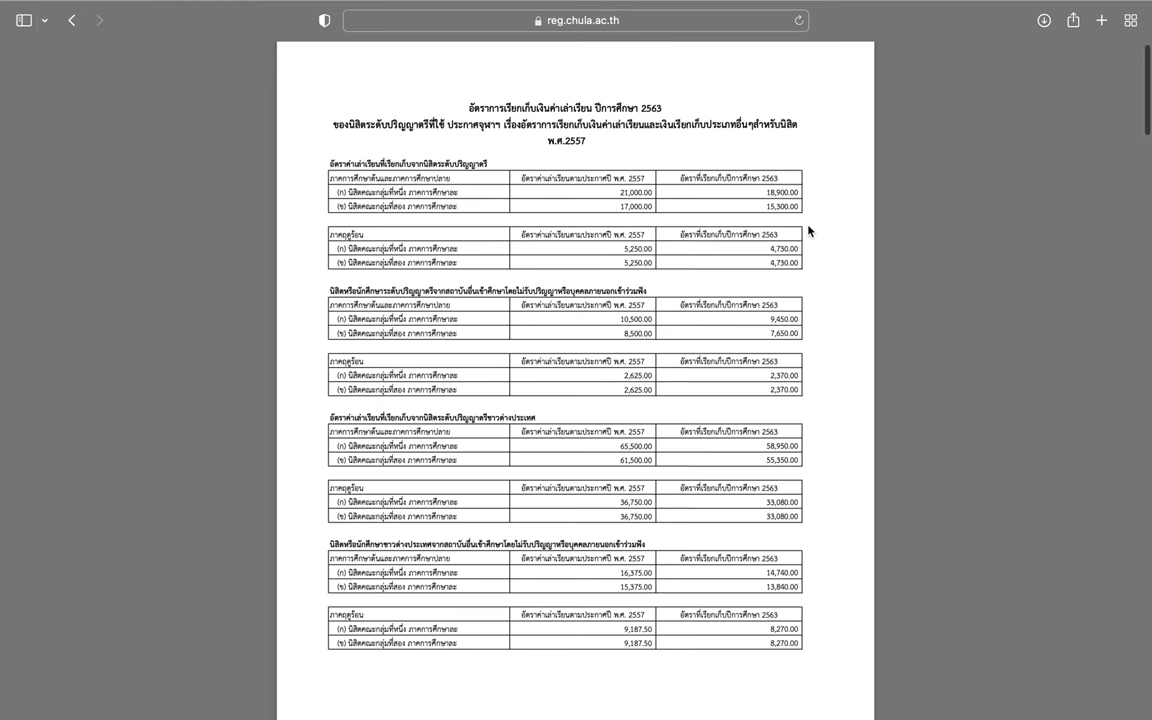 reg.chula.ac.th
อัตราการเรียกเก็บเงินค่าเล่าเรียน ปีการศึกษา 2563
ของนิสิตระดับปริญญาตรีที่ใช้ ประกาศจุฬาฯ เรื่องอัตราการเรียกเก็บเงินค่าเล่าเรียนและเงินเรียกเก็บประเภทอื่นๆสำหรับนิสิต
พ.ศ.2557
อัตราค่าเล่าเรียนที่เรียกเก็บจากนิสิตระดับปริญญาตรี
ภาคการศึกษาต้นและภาคการศึกษาปลาย อัตราค่าเล่าเรียนตามประกาศปี พ.ศ. 2557 อัตราที่เรียกเก็บปีการศึกษา 2563
(ก) นิสิตคณะกลุ่มที่หนึ่ง ภาคการศึกษาละ 21,000.00 18,900.00
(ข) นิสิตคณะกลุ่มที่สอง ภาคการศึกษาละ 17,000.00 15,300.00
ภาคฤดูร้อน อัตราค่าเล่าเรียนตามประกาศปี พ.ศ. 2557 อัตราที่เรียกเก็บปีการศึกษา 2563
(ก) นิสิตคณะกลุ่มที่หนึ่ง ภาคการศึกษาละ 5,250.00 4,730.00
(ข) นิสิตคณะกลุ่มที่สอง ภาคการศึกษาละ 5,250.00 4,730.00
นิสิตหรือนักศึกษาระดับปริญญาตรีจากสถาบันอื่นเข้าศึกษาโดยไม่รับปริญญาหรือบุคคลภายนอกเข้าร่วมฟัง
ภาคการศึกษาต้นและภาคการศึกษาปลาย อัตราค่าเล่าเรียนตามประกาศปี พ.ศ. 2557 อัตราที่เรียกเก็บปีการศึกษา 2563
(ก) นิสิตคณะกลุ่มที่หนึ่ง ภาคการศึกษาละ 10,500.00 9,450.00
(ข) นิสิตคณะกลุ่มที่สอง ภาคการศึกษาละ 8,500.00 7,650.00
ภาคฤดูร้อน อัตราค่าเล่าเรียนตามประกาศปี พ.ศ. 2557 อัตราที่เรียกเก็บปีการศึกษา 2563
(ก) นิสิตคณะกลุ่มที่หนึ่ง ภาคการศึกษาละ 2,625.00 2,370.00
(ข) นิสิตคณะกลุ่มที่สอง ภาคการศึกษาละ 2,625.00 2,370.00
อัตราค่าเล่าเรียนที่เรียกเก็บจากนิสิตระดับปริญญาตรีชาวต่างประเทศ
ภาคการศึกษาต้นและภาคการศึกษาปลาย อัตราค่าเล่าเรียนตามประกาศปี พ.ศ. 2557 อัตราที่เรียกเก็บปีการศึกษา 2563
(ก) นิสิตคณะกลุ่มที่หนึ่ง ภาคการศึกษาละ 65,500.00 58,950.00
(ข) นิสิตคณะกลุ่มที่สอง ภาคการศึกษาละ 61,500.00 55,350.00
ภาคฤดูร้อน อัตราค่าเล่าเรียนตามประกาศปี พ.ศ. 2557 อัตราที่เรียกเก็บปีการศึกษา 2563
(ก) นิสิตคณะกลุ่มที่หนึ่ง ภาคการศึกษาละ 36,750.00 33,080.00
(ข) นิสิตคณะกลุ่มที่สอง ภาคการศึกษาละ 36,750.00 33,080.00
นิสิตหรือนักศึกษาชาวต่างประเทศจากสถาบันอื่นเข้าศึกษาโดยไม่รับปริญญาหรือบุคคลภายนอกเข้าร่วมฟัง
ภาคการศึกษาต้นและภาคการศึกษาปลาย อัตราค่าเล่าเรียนตามประกาศปี พ.ศ. 2557 อัตราที่เรียกเก็บปีการศึกษา 2563
(ก) นิสิตคณะกลุ่มที่หนึ่ง ภาคการศึกษาละ 16,375.00 14,740.00
(ข) นิสิตคณะกลุ่มที่สอง ภาคการศึกษาละ 15,375.00 13,840.00
ภาคฤดูร้อน อัตราค่าเล่าเรียนตามประกาศปี พ.ศ. 2557 อัตราที่เรียกเก็บปีการศึกษา 2563
(ก) นิสิตคณะกลุ่มที่หนึ่ง ภาคการศึกษาละ 9,187.50 8,270.00
(ข) นิสิตคณะกลุ่มที่สอง ภาคการศึกษาละ 9,187.50 8,270.00